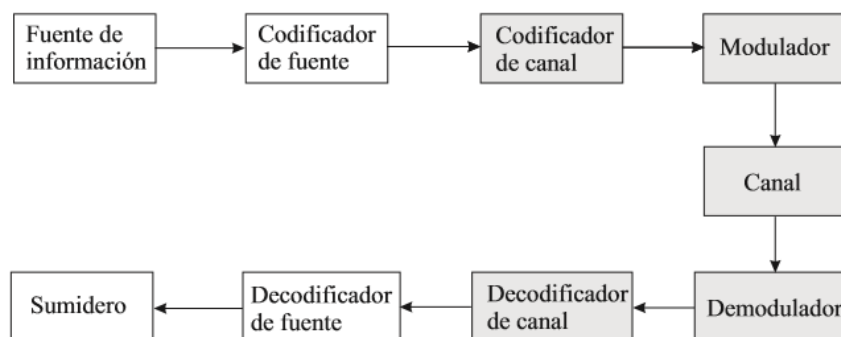 Fuente de
información
Codificador
de fuente
Codificador
de canal
Modulador
Canal
Demodulador
Decodificador
de canal
Decodificador
de fuente
Sumidero